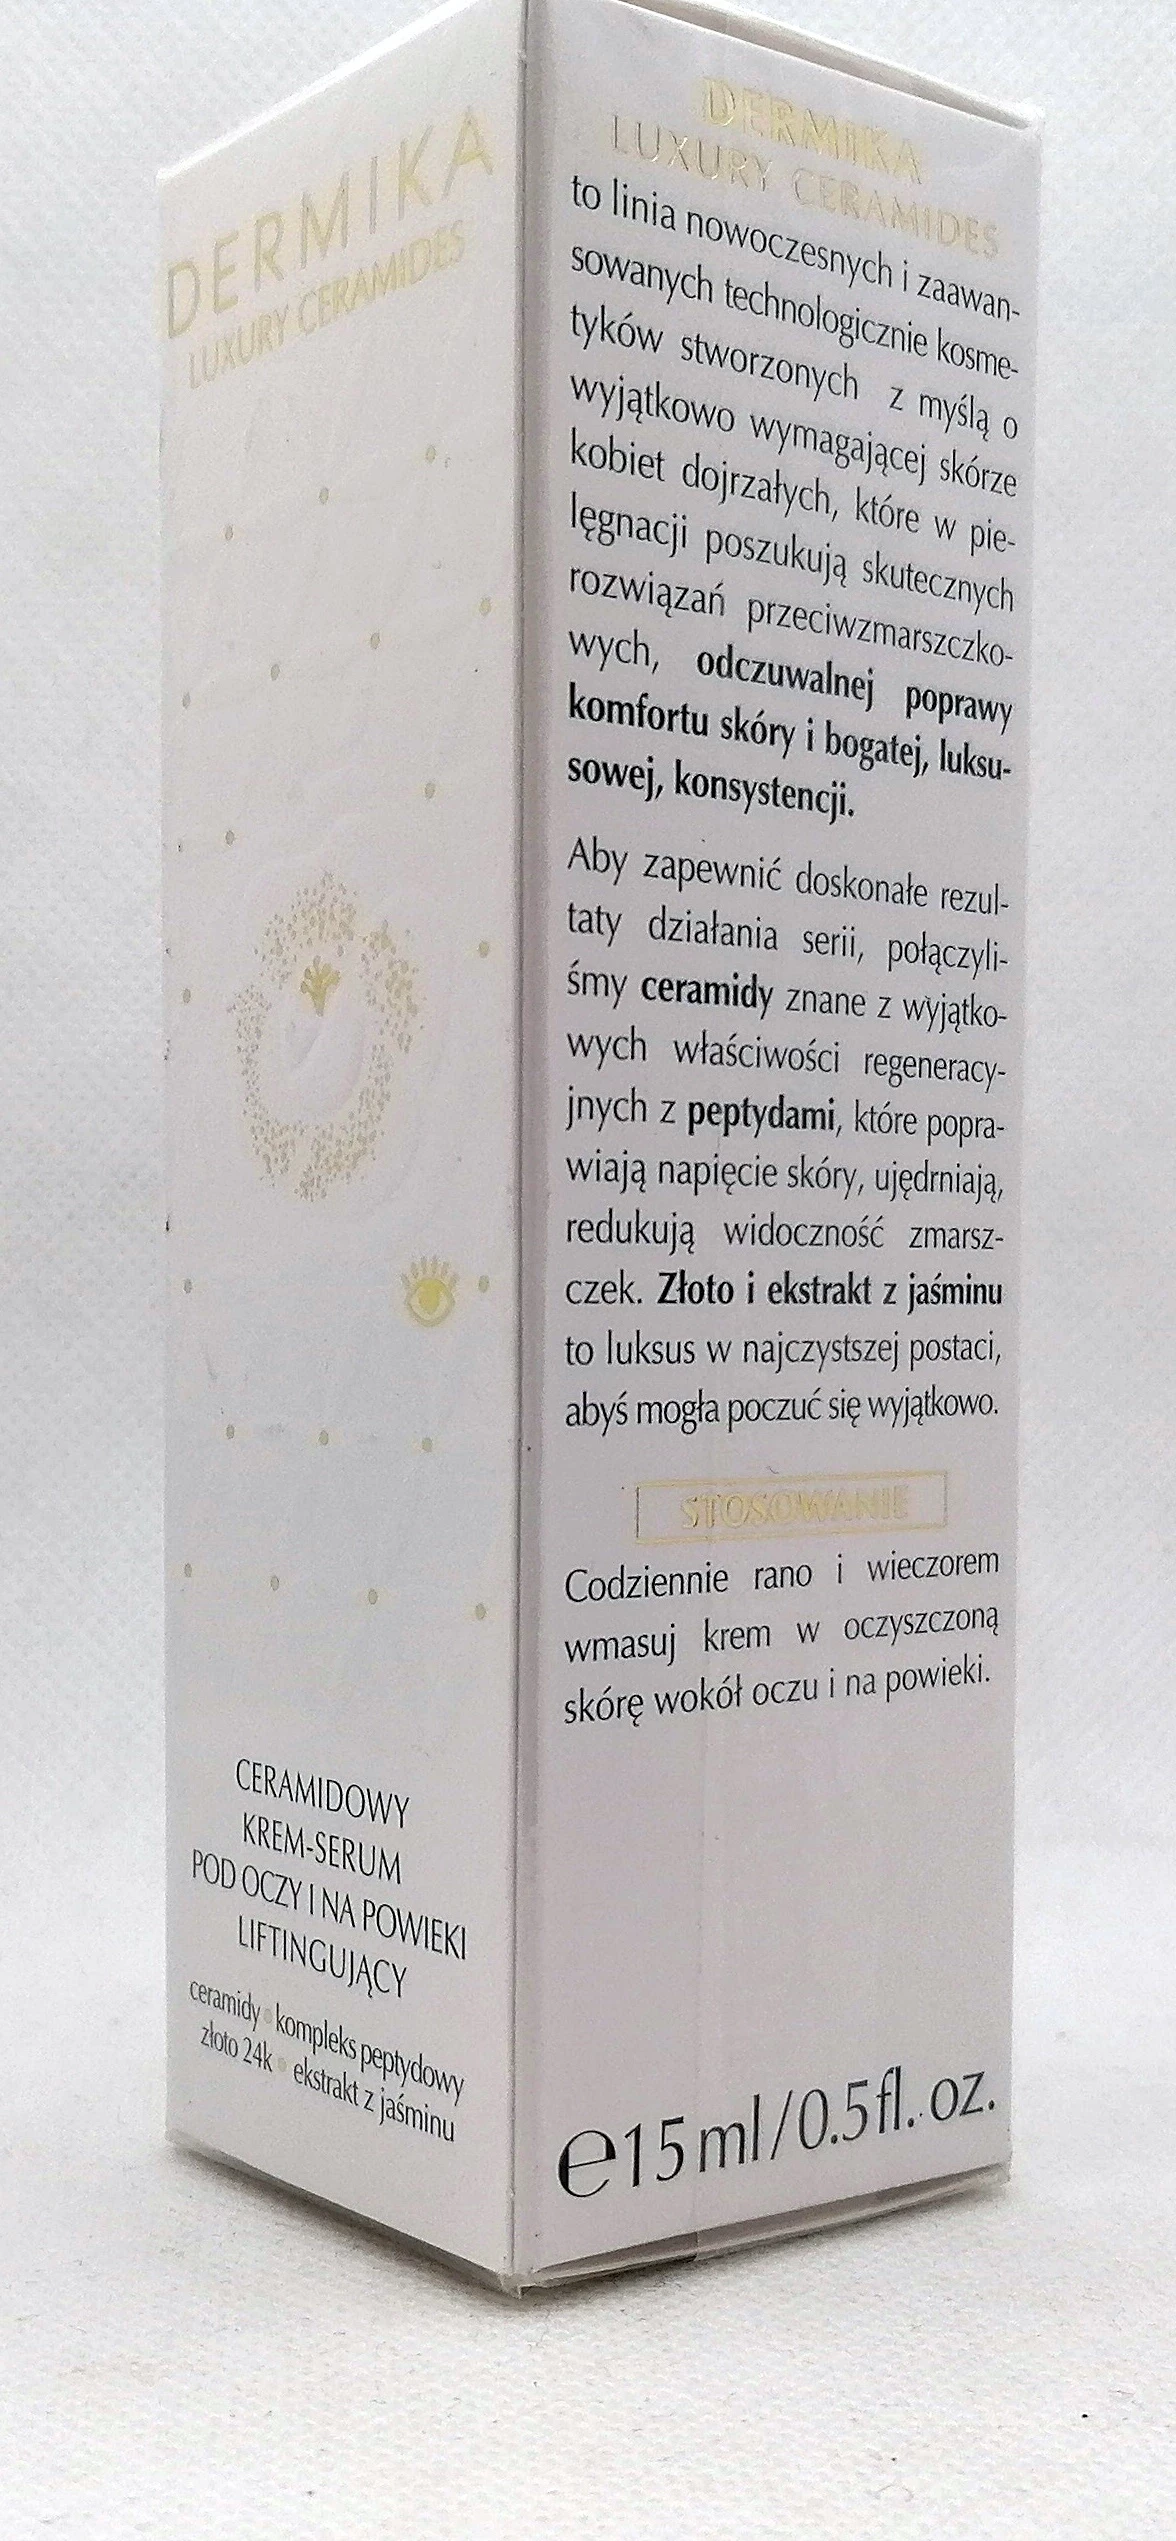 DERMIKA
LUXURY CERAMIDES
CERAMIDOWY
KREM-SERUM
POD OCZY I NA POWIEKI
LIFTINGUJĄCY
ceramidy • kompleks peptydowy
złoto 24k • ekstrakt z jaśminu
DERMIKA
LUXURY CERAMIDES
to linia nowoczesnych i zaawan-
sowanych technologicznie kosme-
tyków stworzonych z myślą o
wyjątkowo wymagającej skórze
kobiet dojrzałych, które w pie-
lęgnacji poszukują skutecznych
rozwiązań przeciwzmarszczko-
wych, odczuwalnej poprawy
komfortu skóry i bogatej, luksu-
sowej, konsystencji.
Aby zapewnić doskonałe rezul-
taty działania serii, połączyli-
śmy ceramidy znane z wyjątko-
wych właściwości regeneracy-
jnych z peptydami, które popra-
wiają napięcie skóry, ujędrniają,
redukują widoczność zmarsz-
czek. Złoto i ekstrakt z jaśminu
to luksus w najczystszej postaci,
abyś mogła poczuć się wyjątkowo.
STOSOWANIE
Codziennie rano i wieczorem
wmasuj krem w oczyszczoną
skórę wokół oczu i na powieki.
℮15ml/0.5fl. oz.